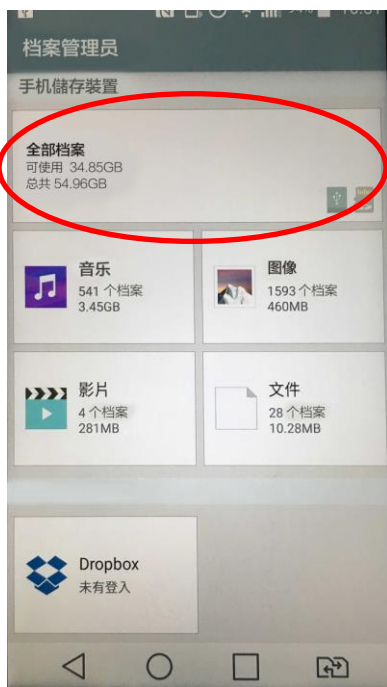 档案管理员
手机儲存裝置
全部档案
可使用 34.85GB
总共 54.96GB
音乐
541 个档案
3.45GB
图像
1593 个档案
460MB
影片
4 个档案
281MB
文件
28 个档案
10.28MB
Dropbox
未有登入